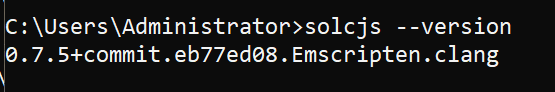 C:\Users\Administrator>solcjs --version
0.7.5+commit.eb77ed08.Emscripten.clang